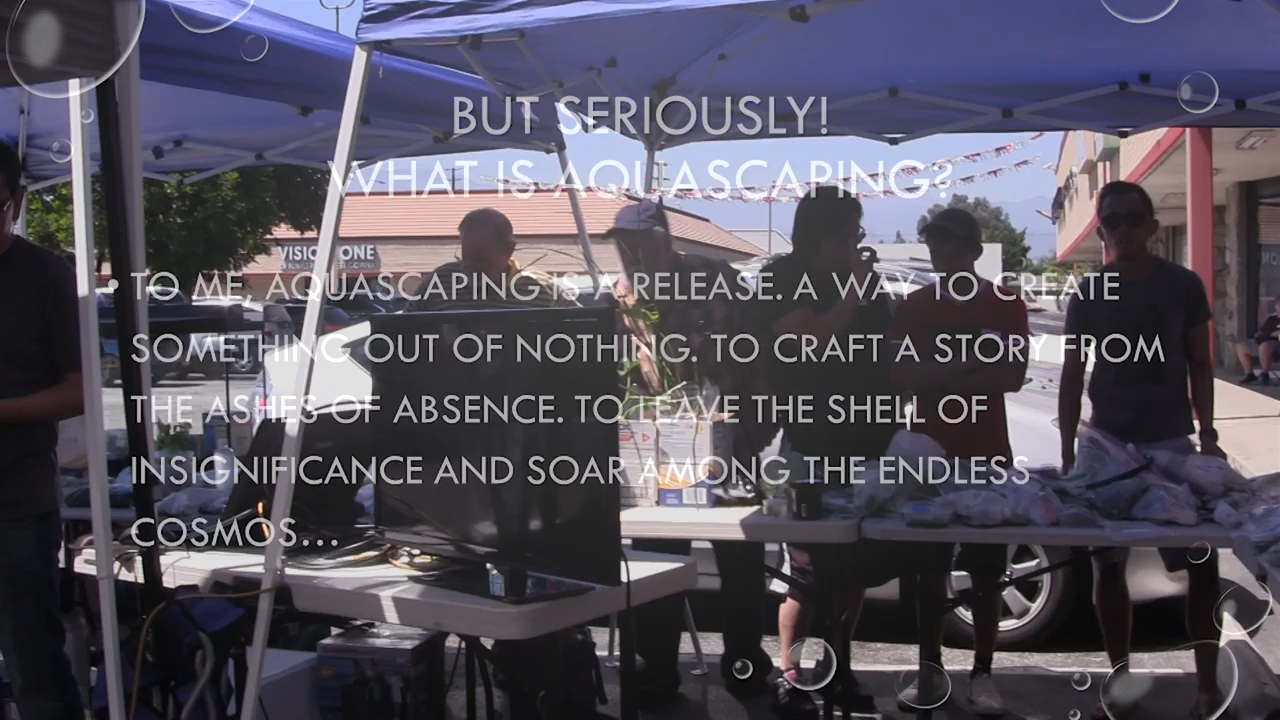 BUT SERIOUSLY!
WHAT IS AQUASCAPING?
VISION ONE
• TO ME, AQUASCAPING IS A RELEASE. A WAY TO CREATE
SOMETHING OUT OF NOTHING. TO CRAFT A STORY FROM
THE ASHES OF ABSENCE. TO LEAVE THE SHELL OF
INSIGNIFICANCE AND SOAR AMONG THE ENDLESS
COSMOS…